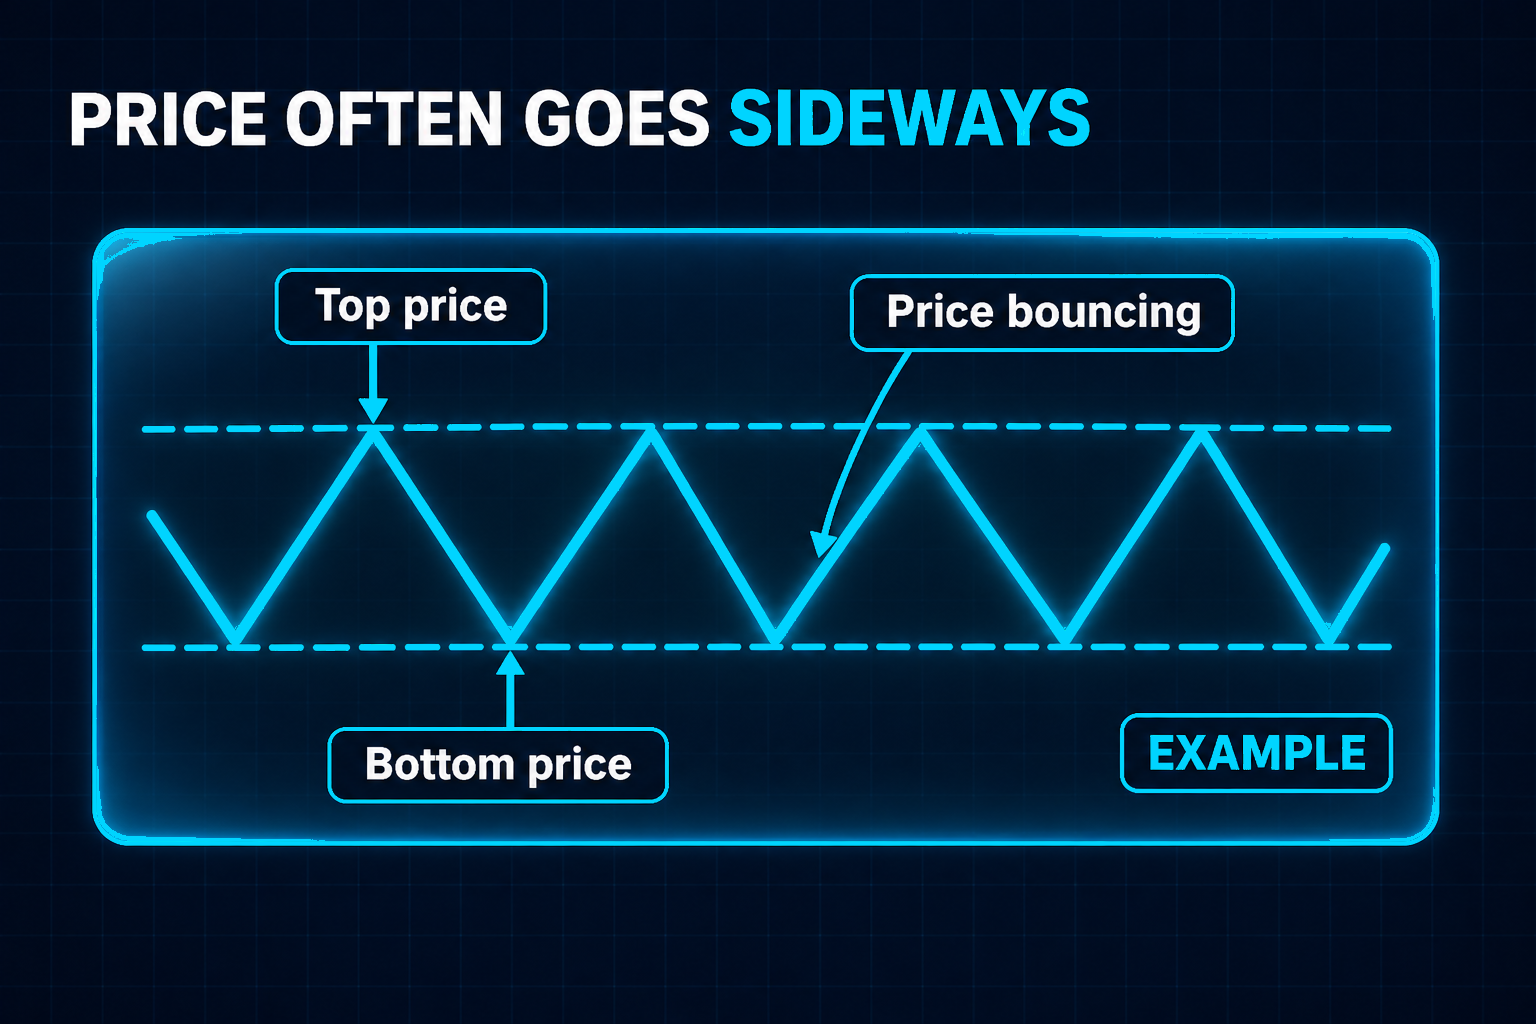 PRICE OFTEN GOES SIDEWAYS
Top price
Price bouncing
Bottom price
EXAMPLE